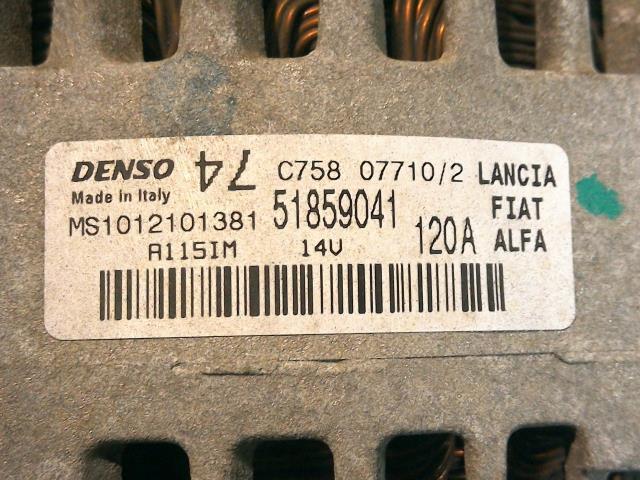 DENSO 74 C758 07710/2 LANCIA
Made in Italy 51859041 FIAT
MS1012101381 120A ALFA
A115IM 14V